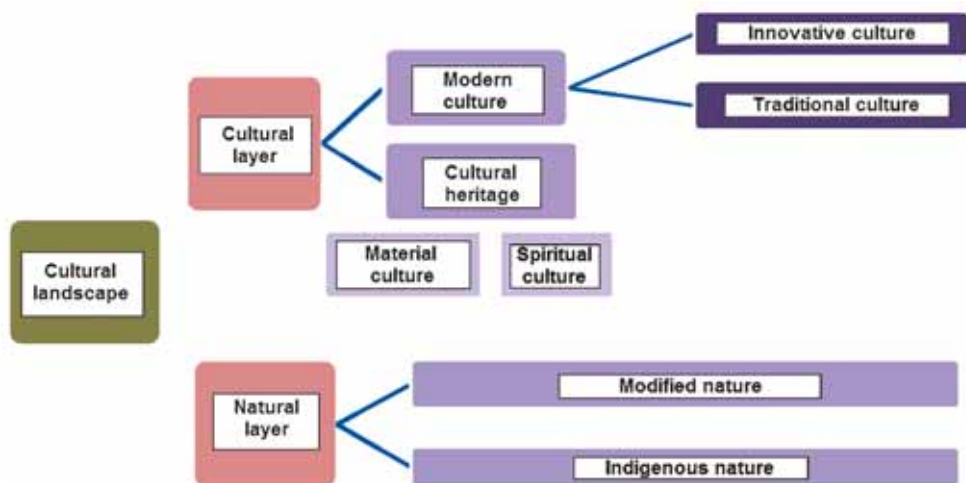 Innovative culture
Modern
culture
Traditional culture
Cultural
layer
Cultural
heritage
Material
culture
Spiritual
culture
Cultural
landscape
Modified nature
Natural
layer
Indigenous nature